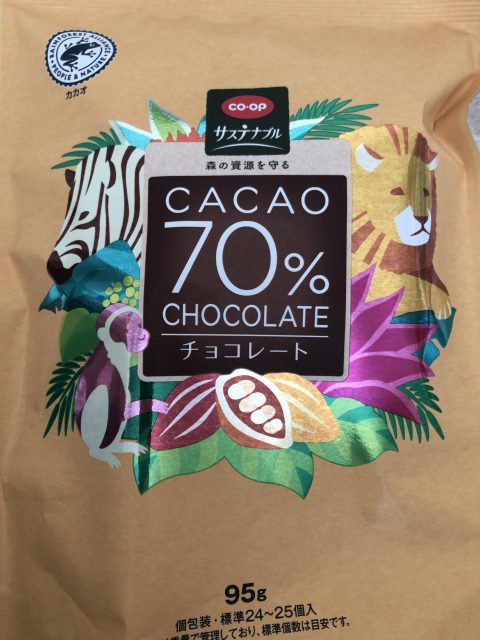 RAINFOREST ALLIANCE
PEOPLE & NATURE
カカオ
CO・OP
サステナブル
森の資源を守る
CACAO
70%
CHOCOLATE
チョコレート
95g
個包装・標準24~25個入
重量で管理しており、標準個数は目安です。